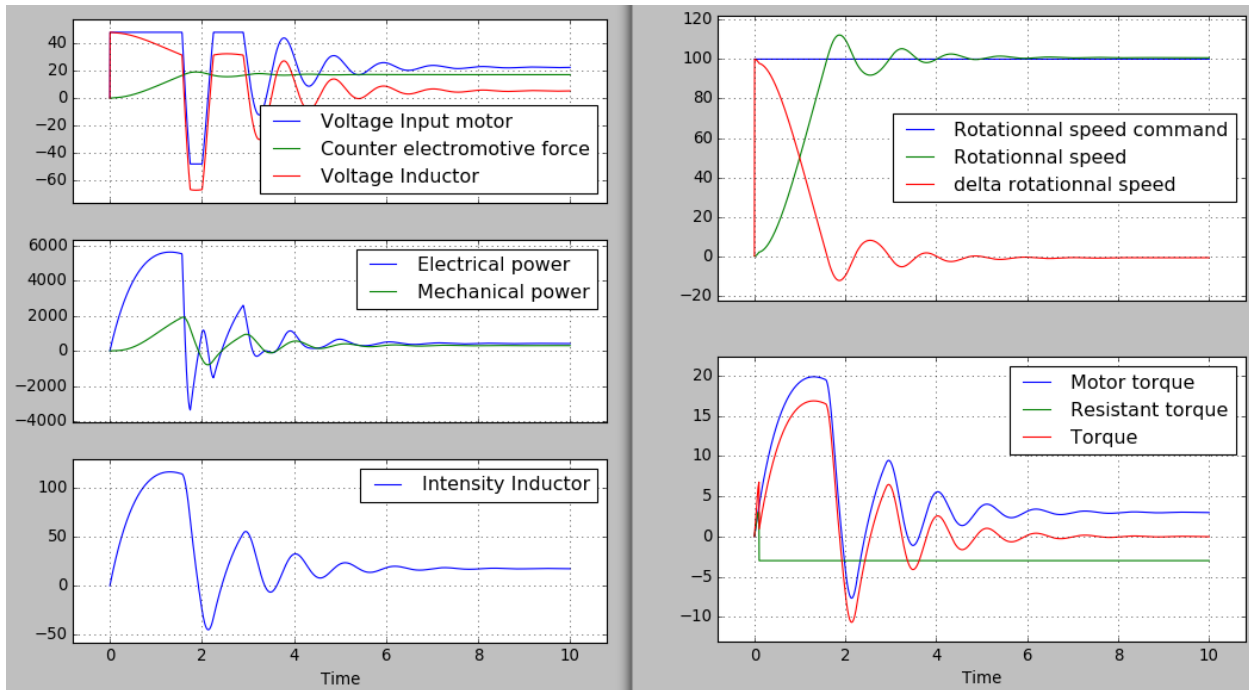 40
20
0
−20
−40
−60
Voltage Input motor
Counter electromotive force
Voltage Inductor
6000
4000
2000
0
−2000
−4000
Electrical power
Mechanical power
100
50
0
−50
Intensity Inductor
0 2 4 6 8 10
Time
120
100
80
60
40
20
0
−20
Rotationnal speed command
Rotationnal speed
delta rotationnal speed
20
15
10
5
0
−5
−10
Motor torque
Resistant torque
Torque
0 2 4 6 8 10
Time